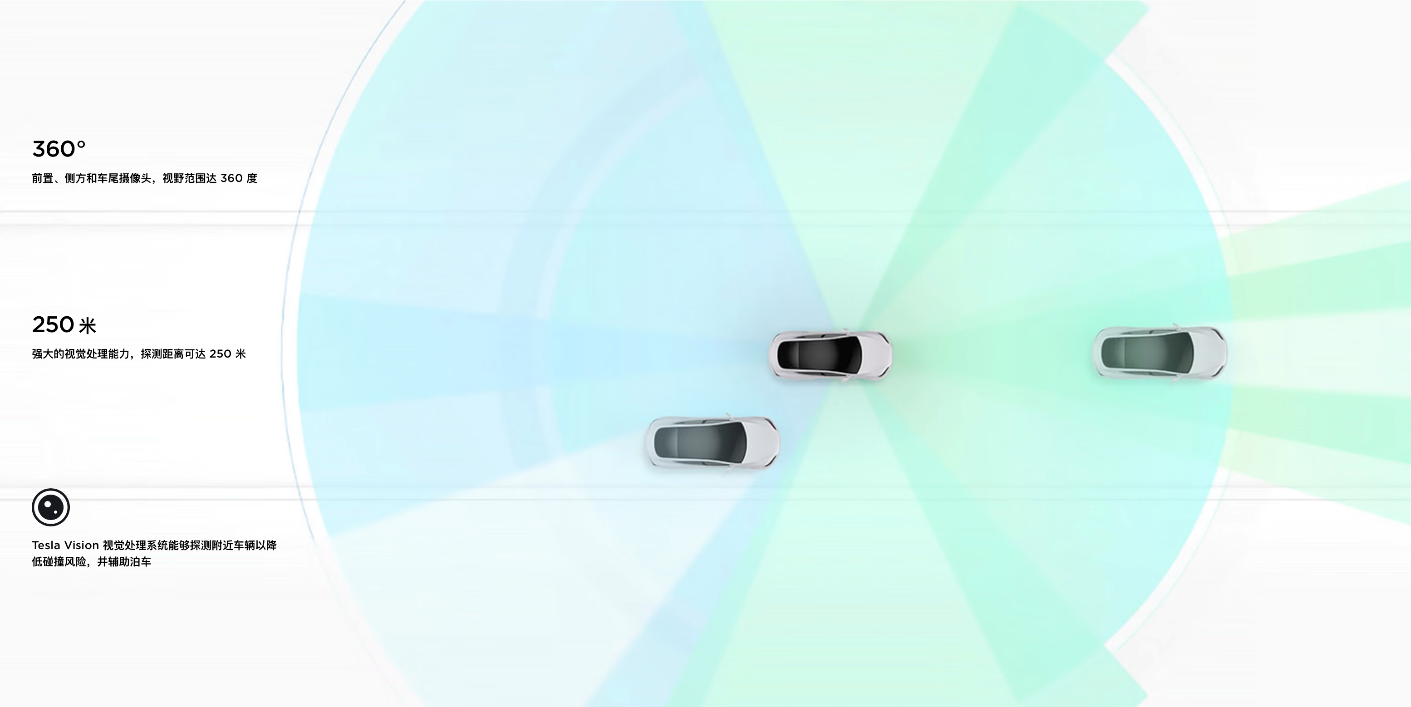 360°
前置、侧方和车尾摄像头，视野范围达 360 度
250 米
强大的视觉处理能力，探测距离可达 250 米
Tesla Vision 视觉处理系统能够探测附近车辆以降
低碰撞风险，并辅助泊车